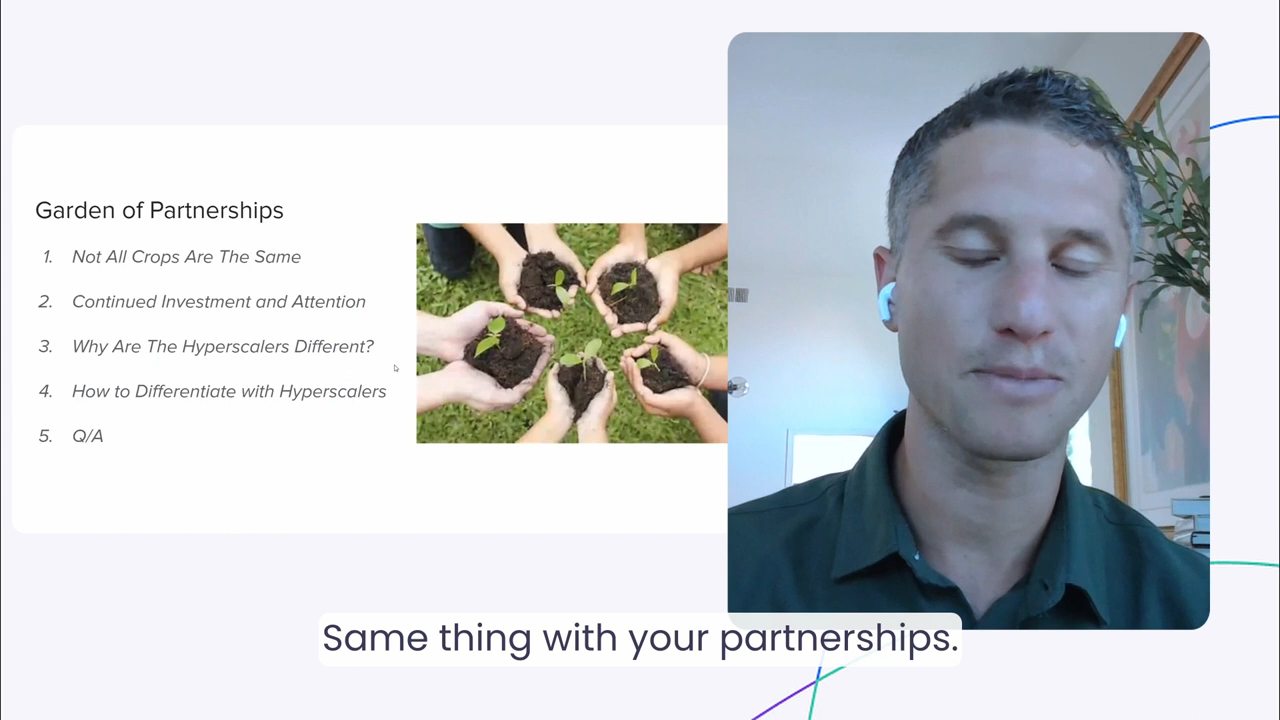 Garden of Partnerships
1. Not All Crops Are The Same
2. Continued Investment and Attention
3. Why Are The Hyperscalers Different?
4. How to Differentiate with Hyperscalers
5. Q/A
Same thing with your partnerships.